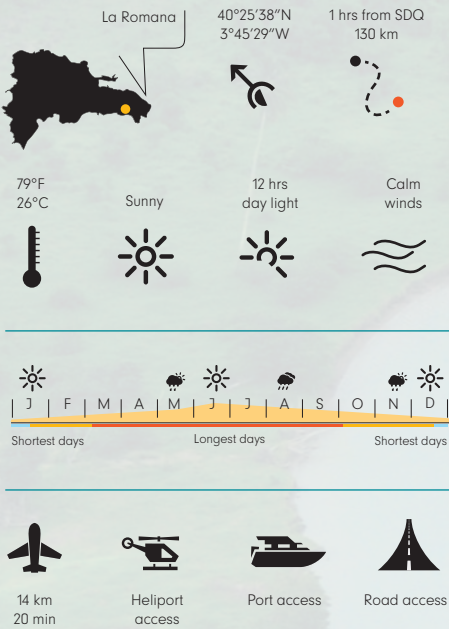 La Romana
40°25'38"N
3°45'29"W
1 hrs from SDQ
130 km
79°F
26°C
Sunny
12 hrs
day light
Calm
winds
J F M A M J J A S O N D
Shortest days
Longest days
Shortest days
14 km
20 min
Heliport
access
Port access
Road access